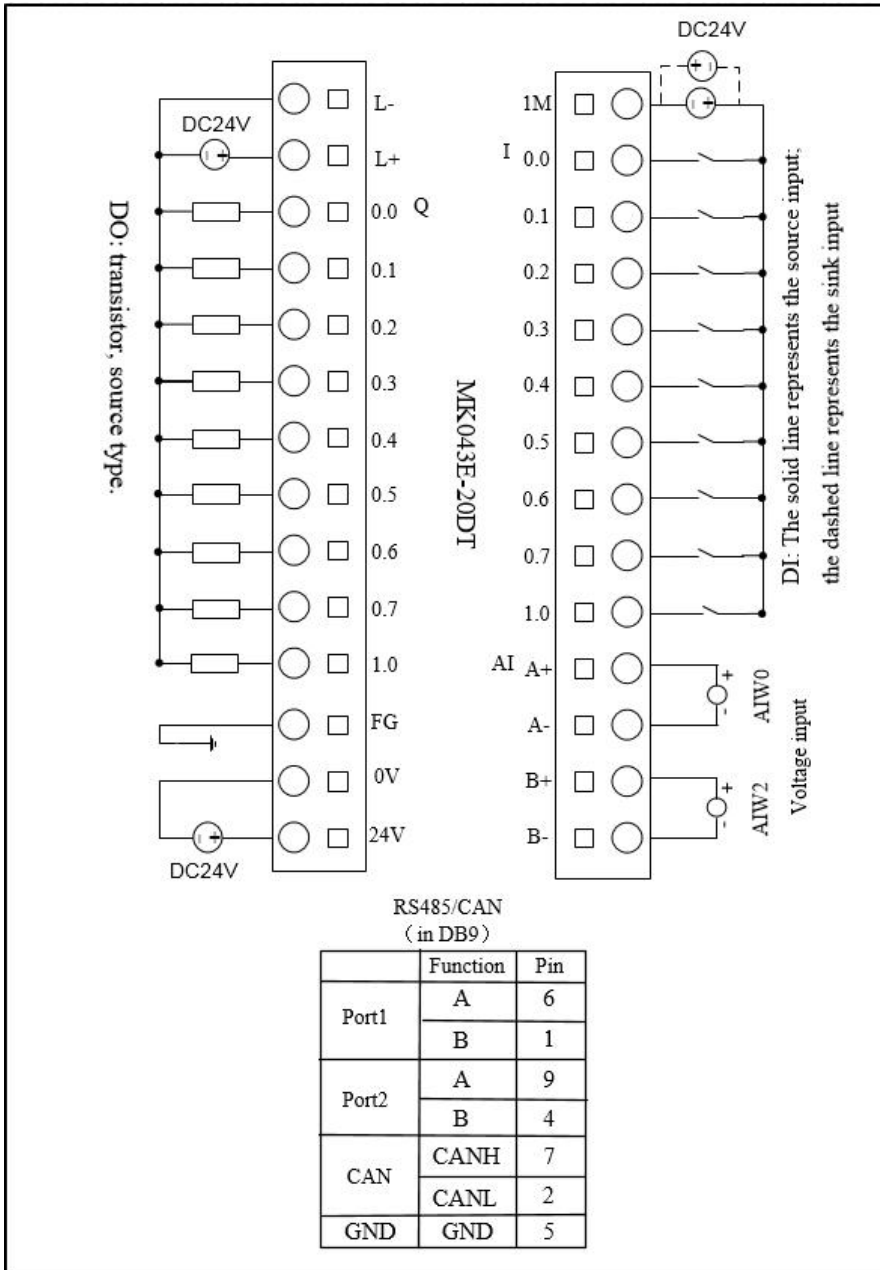 DC24V
L-
DC24V
L+
0.0 Q
0.1
0.2
0.3
0.4
0.5
0.6
0.7
1.0
FG
0V
24V
DC24V
DO: transistor, source type.
MK043E-20DT
1M
I 0.0
0.1
0.2
0.3
0.4
0.5
0.6
0.7
1.0
AI A+
A-
B+
B-
DI: The solid line represents the source input;
the dashed line represents the sink input
AIW0
AIW2
Voltage input
RS485/CAN
(in DB9)
Function Pin
Port1 A 6
B 1
Port2 A 9
B 4
CAN CANH 7
CANL 2
GND GND 5